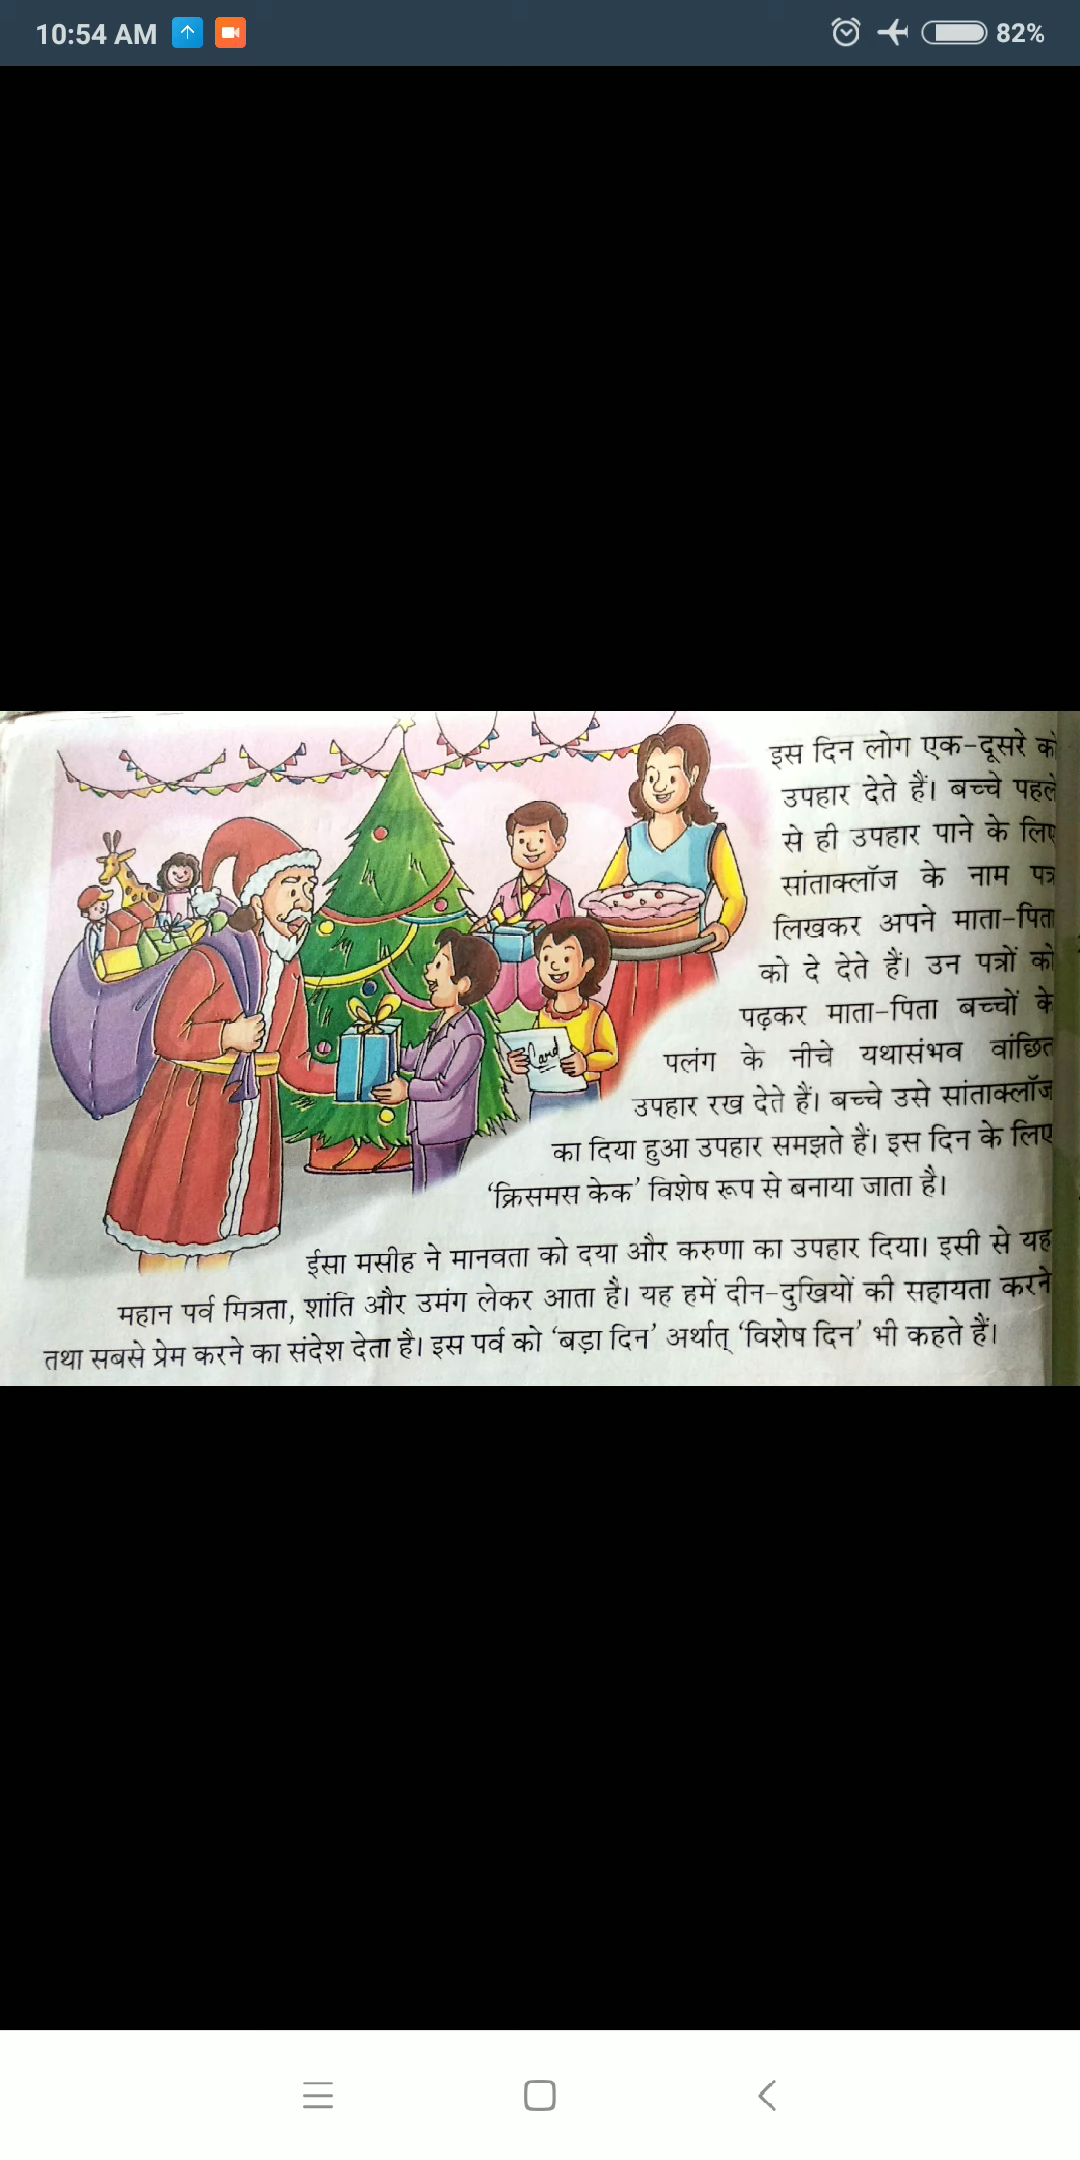 10:54 AM
82%
इस दिन लोग एक-दूसरे को
उपहार देते हैं। बच्चे पहले
से ही उपहार पाने के लिए
सांताक्लॉज के नाम पत्र
लिखकर अपने माता-पिता
को दे देते हैं। उन पत्रों को
पढ़कर माता-पिता बच्चों के
पलंग के नीचे यथासंभव वांछित
उपहार रख देते हैं। बच्चे उसे सांताक्लॉज
का दिया हुआ उपहार समझते हैं। इस दिन के लिए
‘क्रिसमस केक’ विशेष रूप से बनाया जाता है।
ईसा मसीह ने मानवता को दया और करुणा का उपहार दिया। इसी से यह
महान पर्व मित्रता, शांति और उमंग लेकर आता है। यह हमें दीन-दुखियों की सहायता करने
तथा सबसे प्रेम करने का संदेश देता है। इस पर्व को ‘बड़ा दिन’ अर्थात् ‘विशेष दिन’ भी कहते हैं।
Card